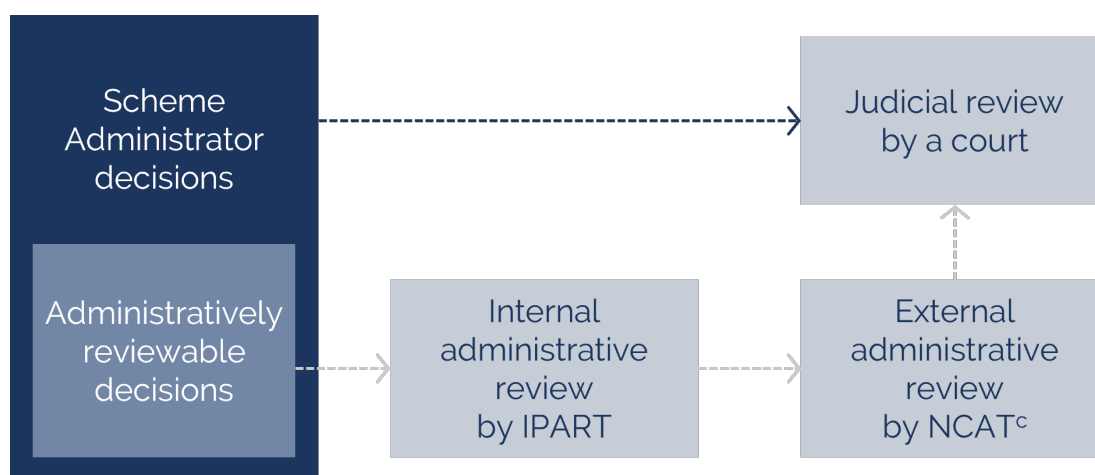 Scheme
Administrator
decisions
Judicial review
by a court
Administratively
reviewable
decisions
Internal
administrative
review
by IPART
External
administrative
review
by NCATᶜ